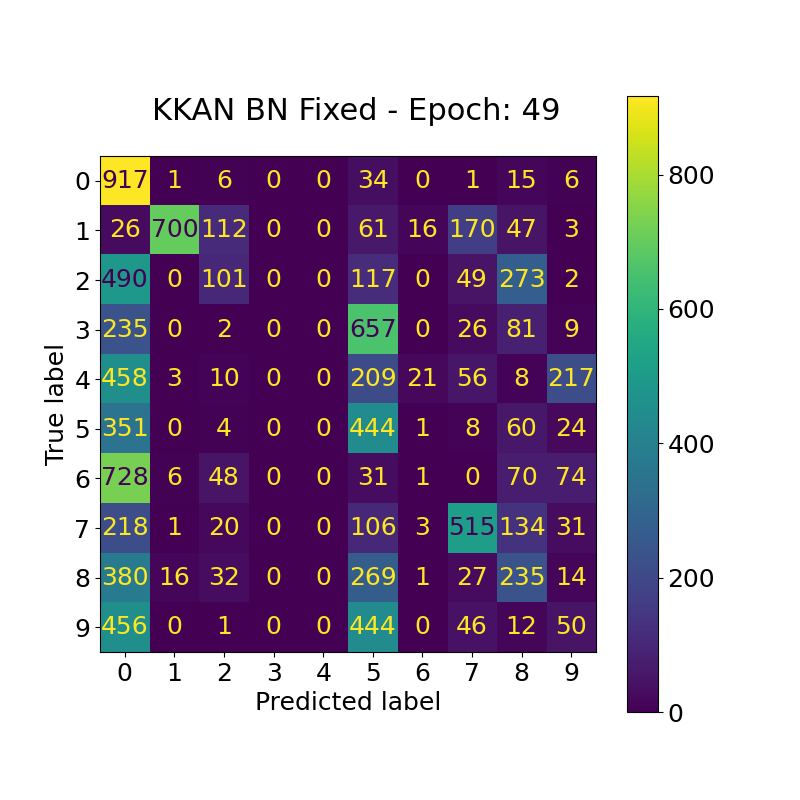 KKAN BN Fixed - Epoch: 49
0 917 1 6 0 0 34 0 1 15 6
1 26 700 112 0 0 61 16 170 47 3
2 490 0 101 0 0 117 0 49 273 2
3 235 0 2 0 0 657 0 26 81 9
4 458 3 10 0 0 209 21 56 8 217
5 351 0 4 0 0 444 1 8 60 24
6 728 6 48 0 0 31 1 0 70 74
7 218 1 20 0 0 106 3 515 134 31
8 380 16 32 0 0 269 1 27 235 14
9 456 0 1 0 0 444 0 46 12 50
0 1 2 3 4 5 6 7 8 9
Predicted label
True label
800
600
400
200
0